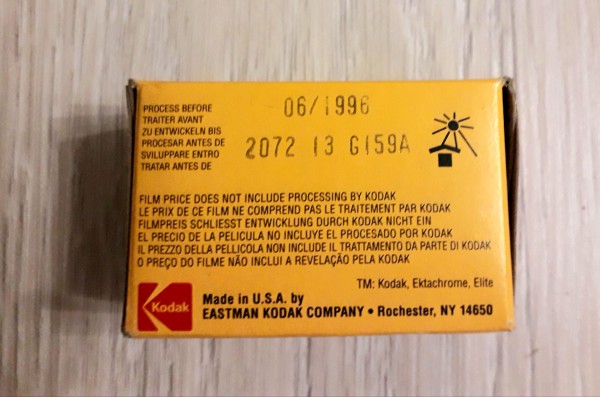 PROCESS BEFORE
TRAITER AVANT
ZU ENTWICKELN BIS
PROCESAR ANTES DE
SVILUPPARE ENTRO
TRATAR ANTES DE
06/1996
2072 13 G159A
FILM PRICE DOES NOT INCLUDE PROCESSING BY KODAK
LE PRIX DE CE FILM NE COMPREND PAS LE TRAITEMENT PAR KODAK
FILMPREIS SCHLIESST ENTWICKLUNG DURCH KODAK NICHT EIN
EL PRECIO DE LA PELICULA NO INCLUYE EL PROCESADO POR KODAK
IL PREZZO DELLA PELLICOLA NON INCLUDE IL TRATTAMENTO DA PARTE DI KODAK
O PREÇO DO FILME NÃO INCLUI A REVELAÇÃO PELA KODAK
TM: Kodak, Ektachrome, Elite
Kodak
Made in U.S.A. by
EASTMAN KODAK COMPANY • Rochester, NY 14650